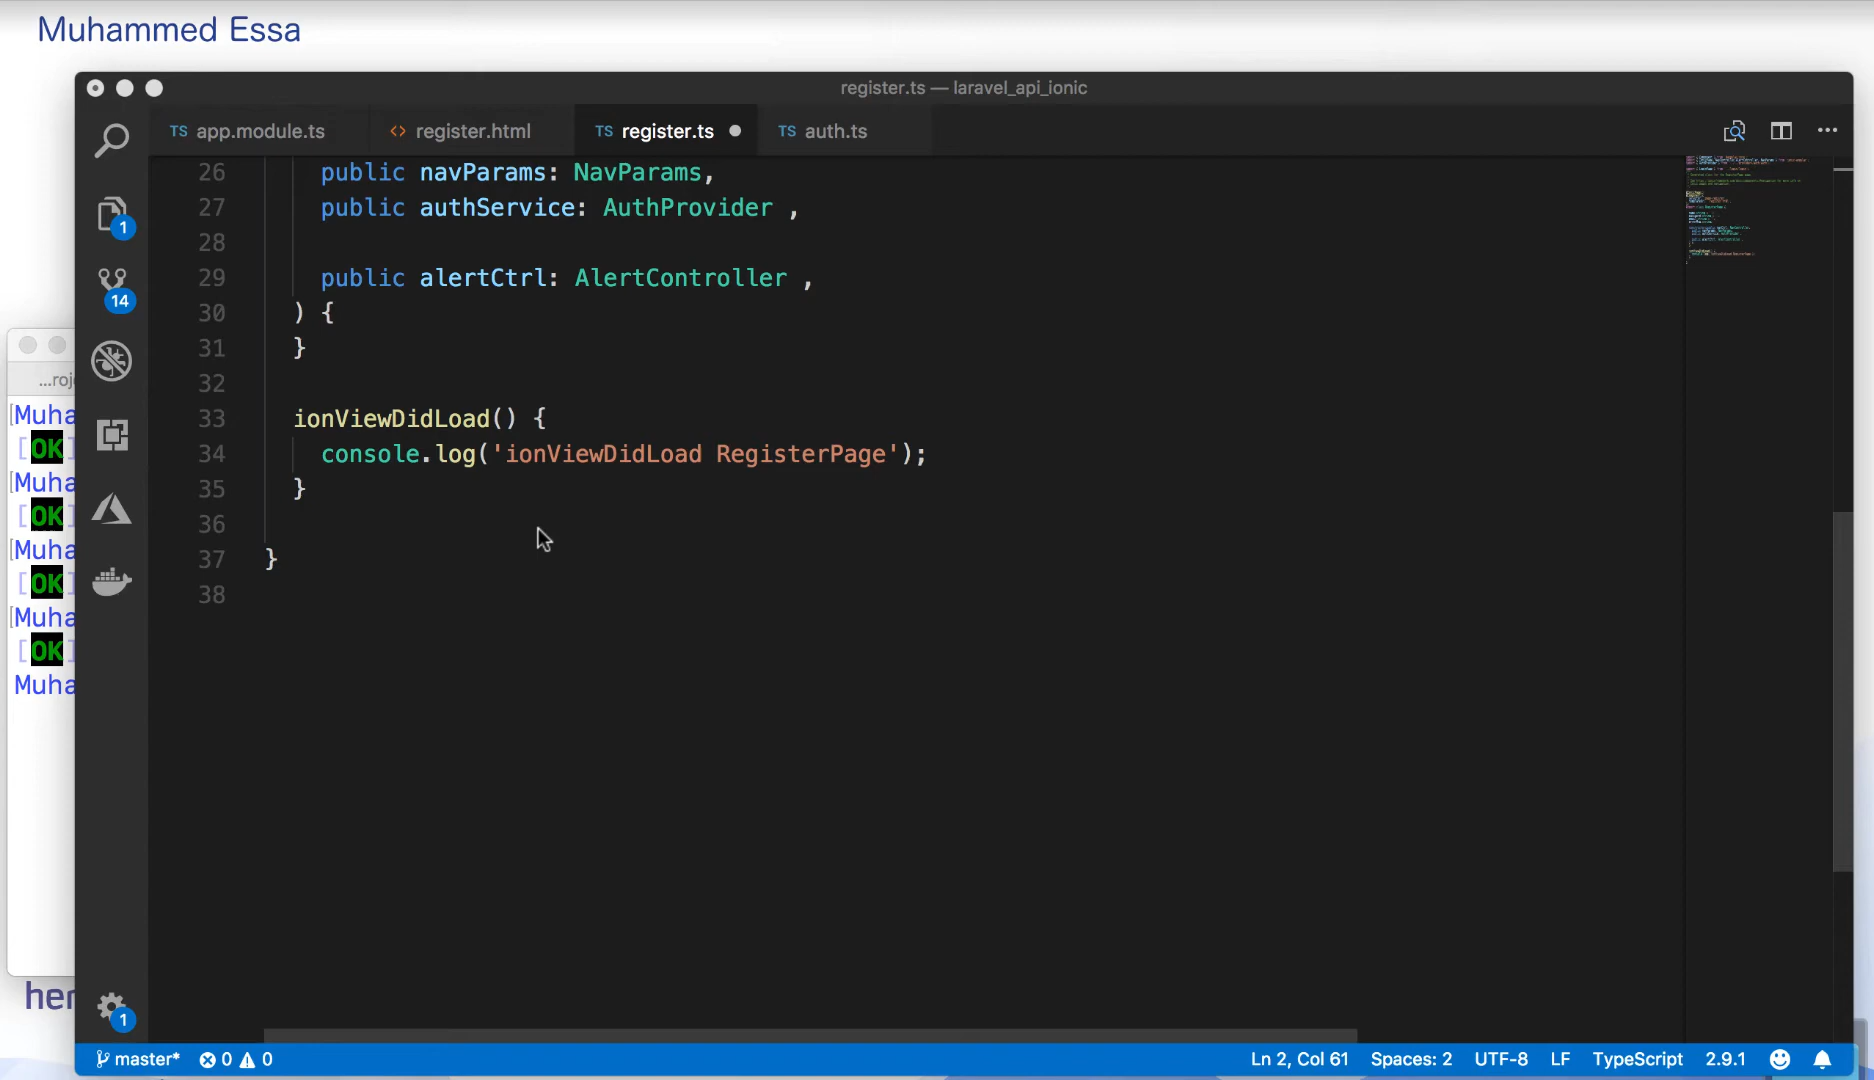 Muhammed Essa
register.ts — laravel_api_ionic
TS app.module.ts
<> register.html
TS register.ts
TS auth.ts
26 public navParams: NavParams,
27 public authService: AuthProvider ,
28
29 public alertCtrl: AlertController ,
30 ) {
31 }
32
33 ionViewDidLoad() {
34 console.log('ionViewDidLoad RegisterPage');
35 }
36
37 }
38
1
14
1
...roj
[Muha
[OK]
[Muha
[OK]
[Muha
[OK]
[Muha
[OK]
Muha
her
master* 0 0
Ln 2, Col 61 Spaces: 2 UTF-8 LF TypeScript 2.9.1